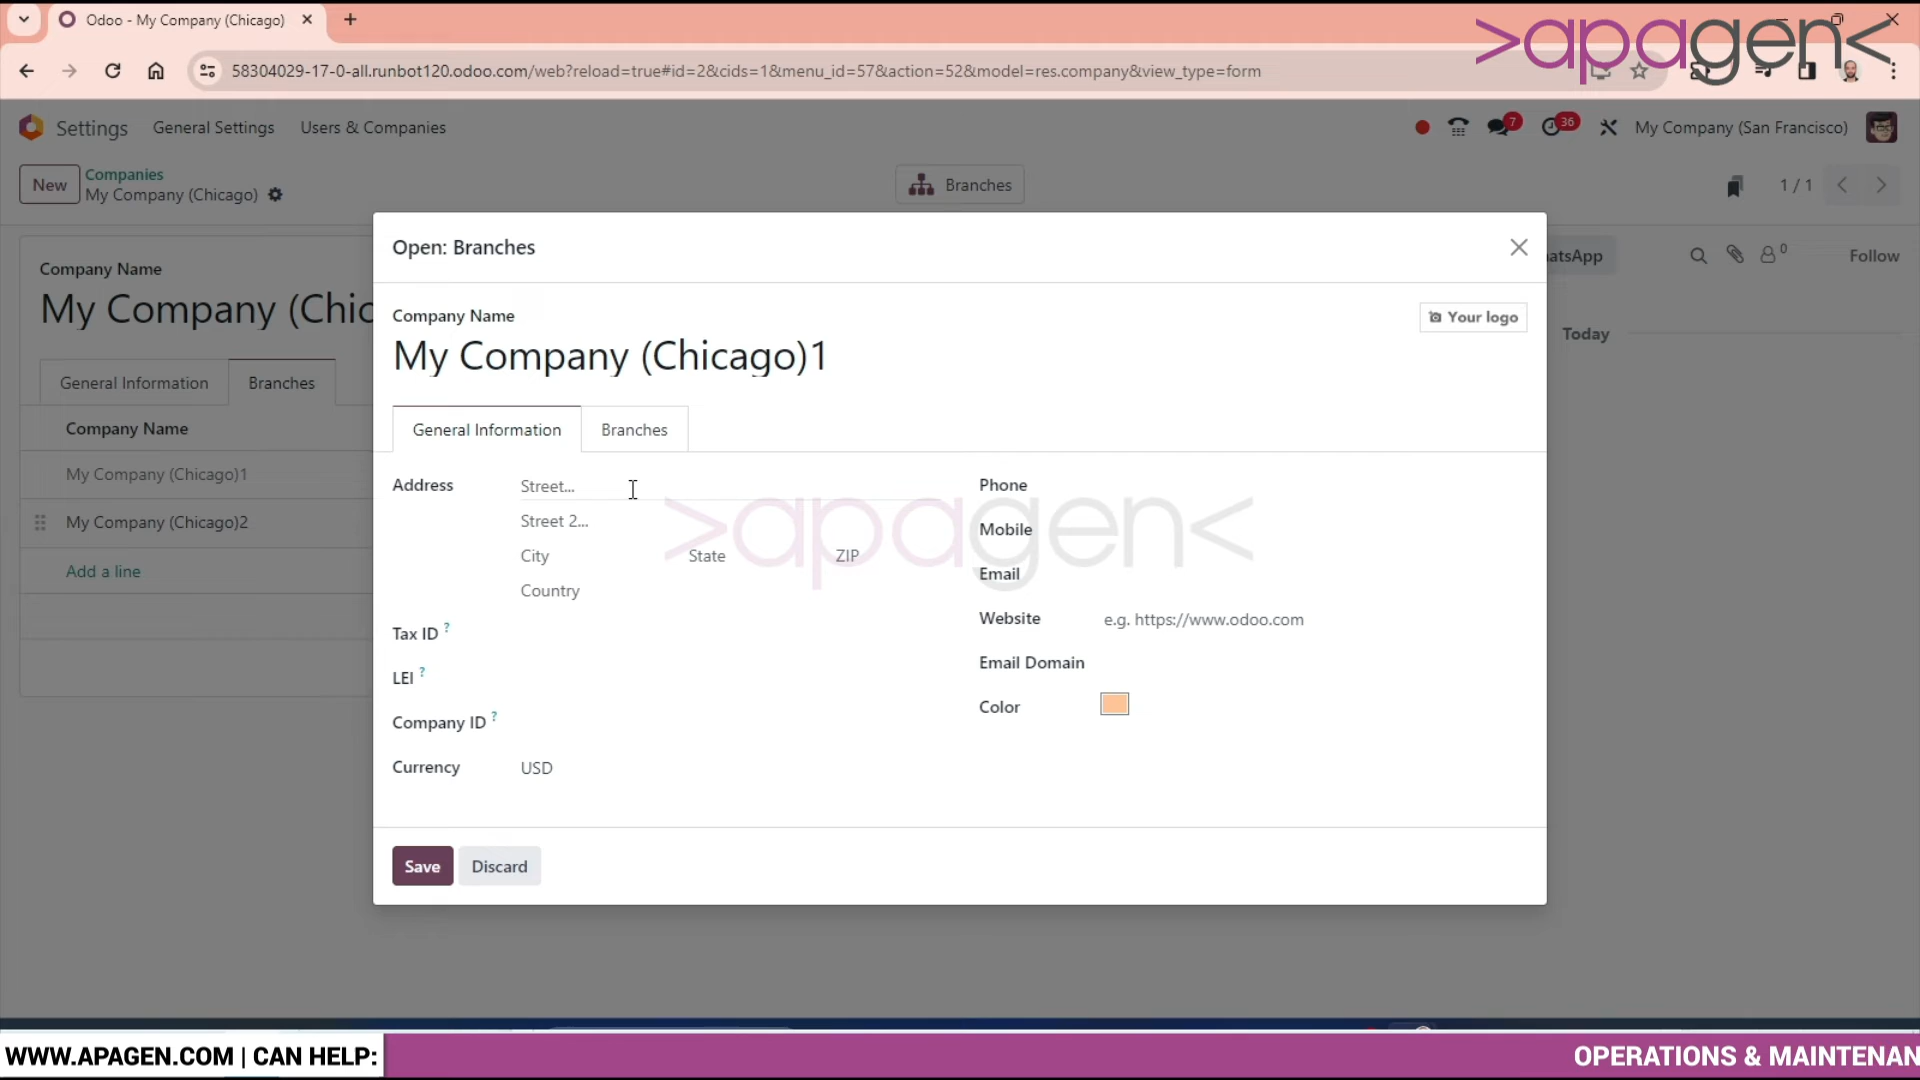 Odoo - My Company (Chicago)
58304029-17-0-all.runbot120.odoo.com/web?reload=true#id=2&cids=1&menu_id=57&action=52&model=res.company&view_type=form
>apagen<
Settings General Settings Users & Companies 7 36 My Company (San Francisco)
New Companies
My Company (Chicago) Branches 1 / 1
Open: Branches
atsApp 0 Follow
Company Name
My Company (Chic
Company Name
Your logo
My Company (Chicago)1
Today
General Information Branches
General Information Branches
Company Name
My Company (Chicago)1
My Company (Chicago)2
Add a line
Address Street...
Street 2...
City State ZIP
Country
Tax ID ?
LEI ?
Company ID ?
Currency USD
Phone
Mobile
Email
Website e.g. https://www.odoo.com
Email Domain
Color
>apagen<
Save Discard
WWW.APAGEN.COM | CAN HELP: OPERATIONS & MAINTENAN